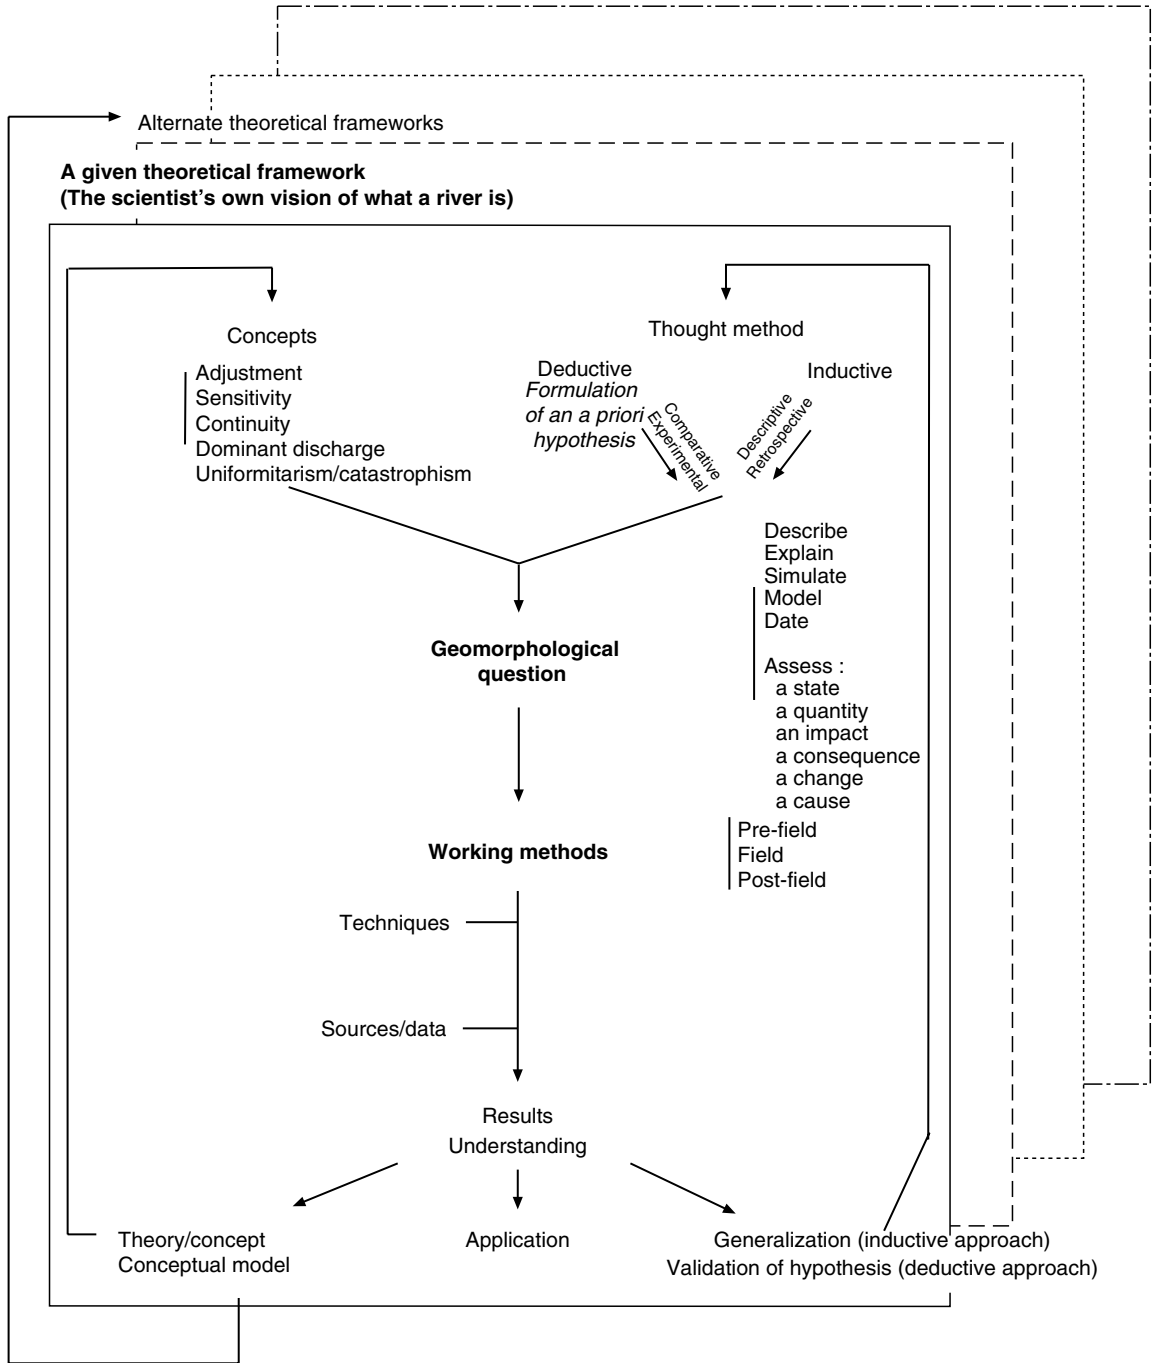 Alternate theoretical frameworks
A given theoretical framework
(The scientist's own vision of what a river is)
Concepts
Adjustment
Sensitivity
Continuity
Dominant discharge
Uniformitarism/catastrophism
Thought method
Deductive
Formulation
of an a priori
hypothesis
Comparative
Experimental
Inductive
Descriptive
Retrospective
Describe
Explain
Simulate
Model
Date
Assess :
a state
a quantity
an impact
a consequence
a change
a cause
Geomorphological
question
Pre-field
Field
Post-field
Working methods
Techniques
Sources/data
Results
Understanding
Theory/concept
Conceptual model
Application
Generalization (inductive approach)
Validation of hypothesis (deductive approach)